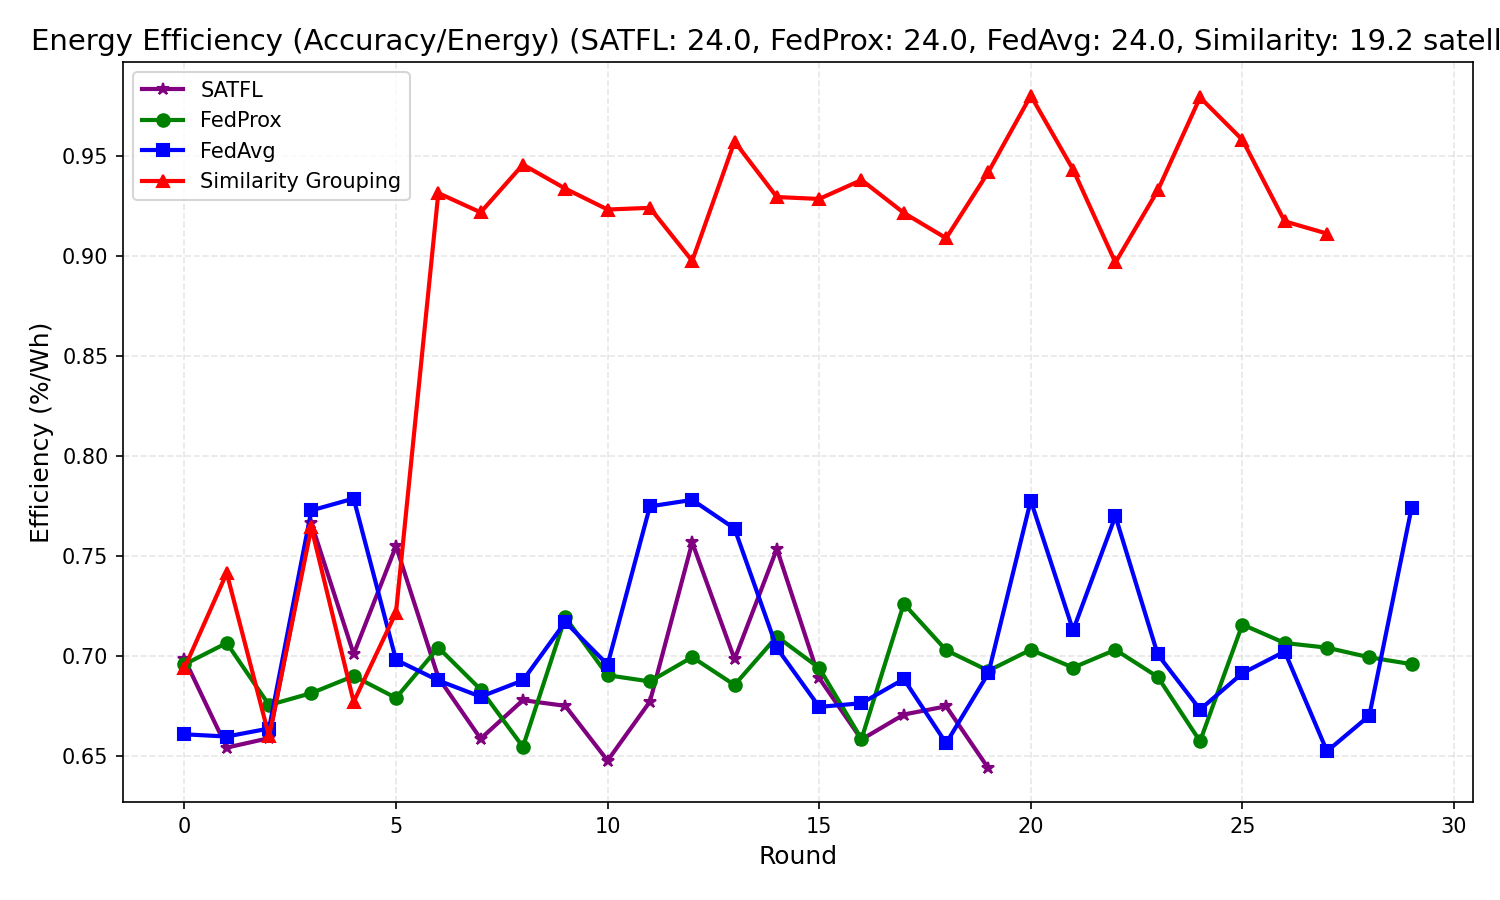 Energy Efficiency (Accuracy/Energy) (SATFL: 24.0, FedProx: 24.0, FedAvg: 24.0, Similarity: 19.2 satell
SATFL
FedProx
FedAvg
Similarity Grouping
Efficiency (%/Wh)
0.95
0.90
0.85
0.80
0.75
0.70
0.65
0 5 10 15 20 25 30
Round